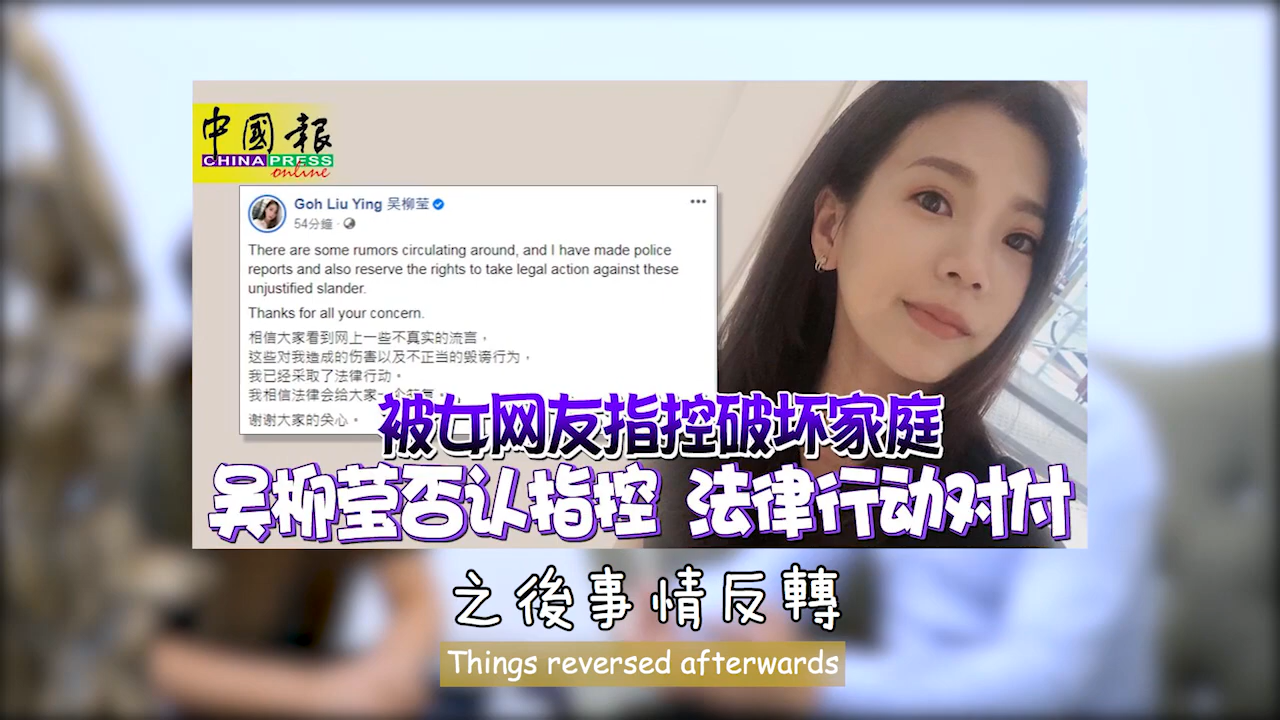 中國報
CHINA PRESS
online
Goh Liu Ying 吴柳莹
54分鐘
There are some rumors circulating around, and I have made police
reports and also reserve the rights to take legal action against these
unjustified slander.
Thanks for all your concern.
相信大家看到网上一些不真实的流言，
这些对我造成的伤害以及不正当的毁谤行为，
我已经采取了法律行动。
我相信法律会给大家一个
谢谢大家的关心。
被女网友指控破坏家庭
吴柳莹否认指控 法律行动对付
之後事情反轉
Things reversed afterwards